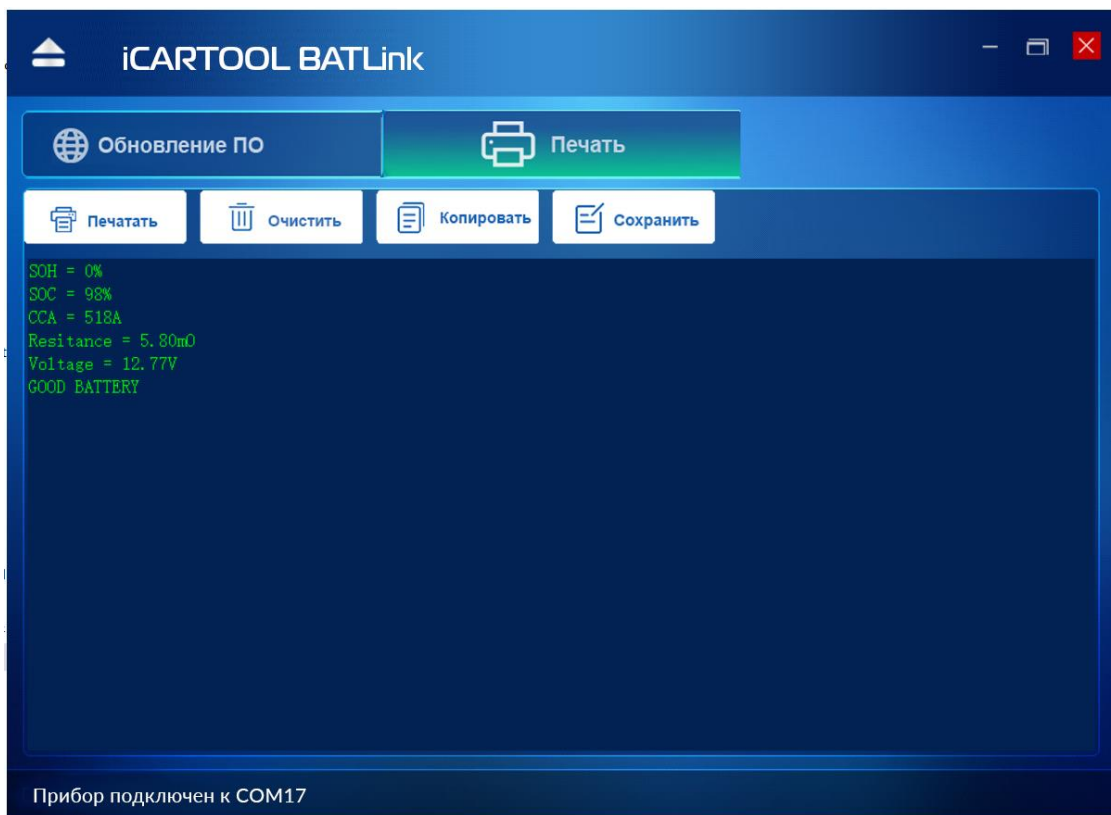 iCARTOOL BATLink
Обновление ПО
Печать
Печатать
Очистить
Копировать
Сохранить
SOH = 0%
SOC = 98%
CCA = 518A
Resitance = 5.80mΩ
Voltage = 12.77V
GOOD BATTERY
Прибор подключен к COM17